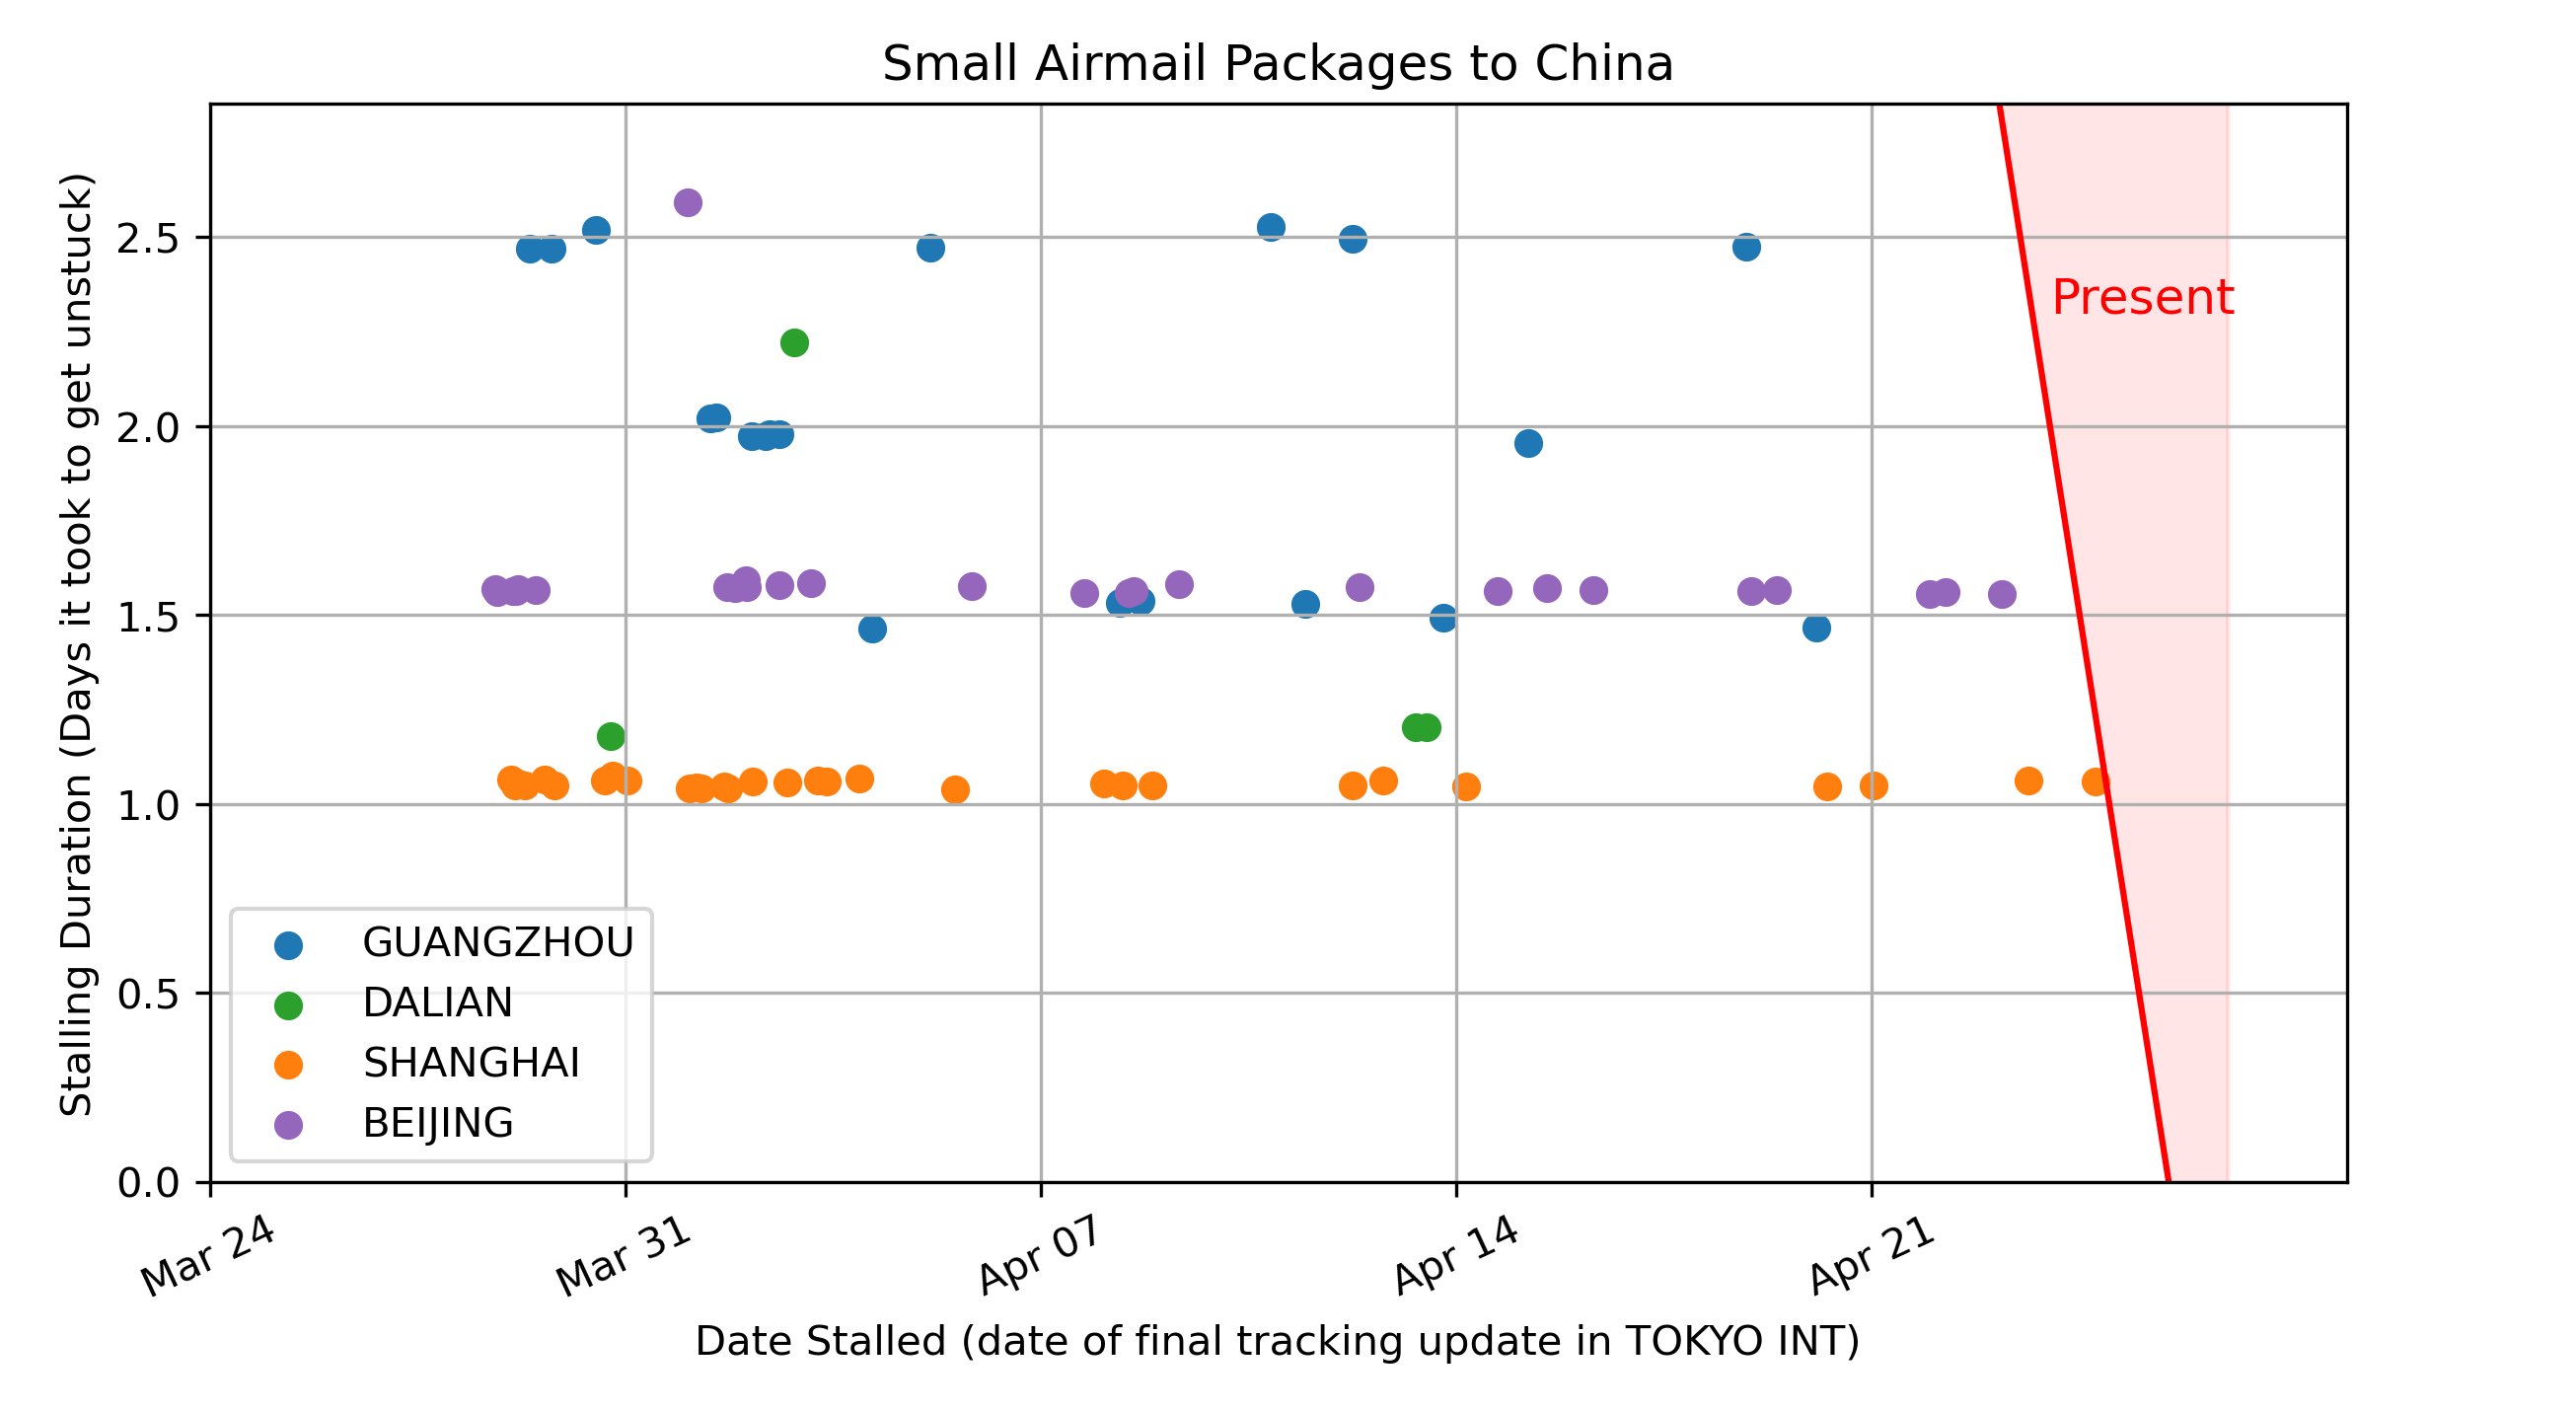 Small Airmail Packages to China
Stalling Duration (Days it took to get unstuck)
2.5
2.0
1.5
1.0
0.5
0.0
Present
GUANGZHOU
DALIAN
SHANGHAI
BEIJING
Mar 24
Mar 31
Apr 07
Apr 14
Apr 21
Date Stalled (date of final tracking update in TOKYO INT)